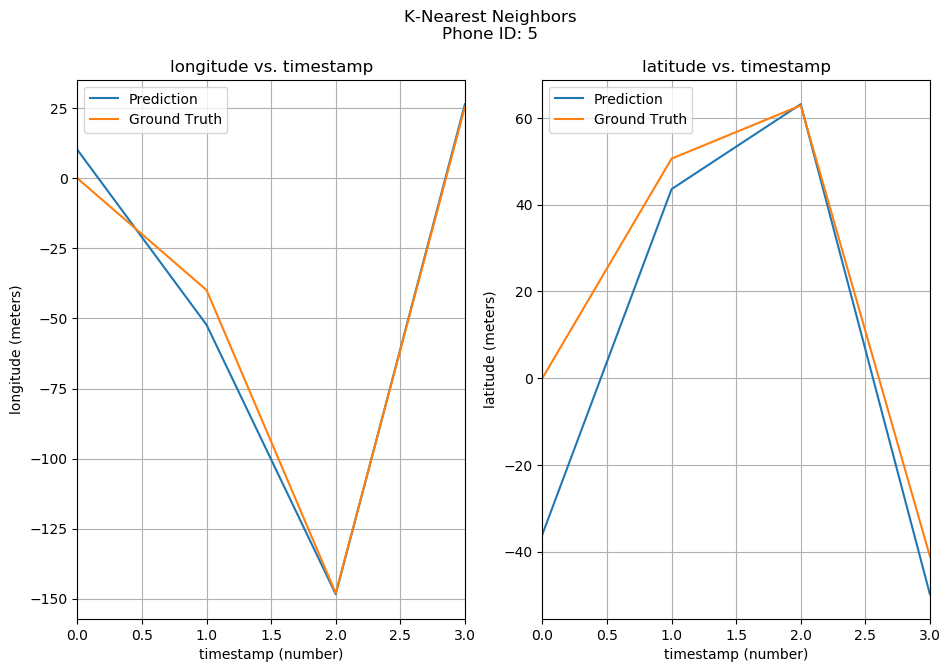 K-Nearest Neighbors
Phone ID: 5
longitude vs. timestamp
Prediction
Ground Truth
25
0
−25
−50
−75
−100
−125
−150
longitude (meters)
0.0 0.5 1.0 1.5 2.0 2.5 3.0
timestamp (number)
latitude vs. timestamp
Prediction
Ground Truth
60
40
20
0
−20
−40
latitude (meters)
0.0 0.5 1.0 1.5 2.0 2.5 3.0
timestamp (number)